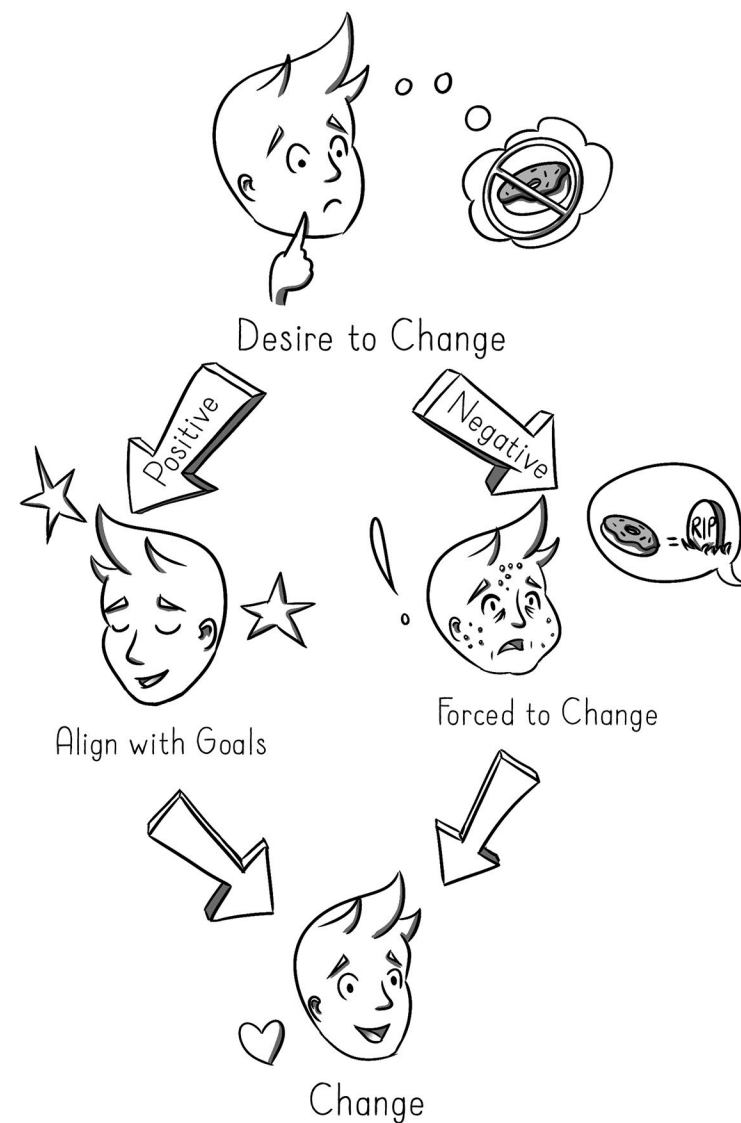 Desire to Change
Positive
Negative
= RIP
Align with Goals
Forced to Change
Change